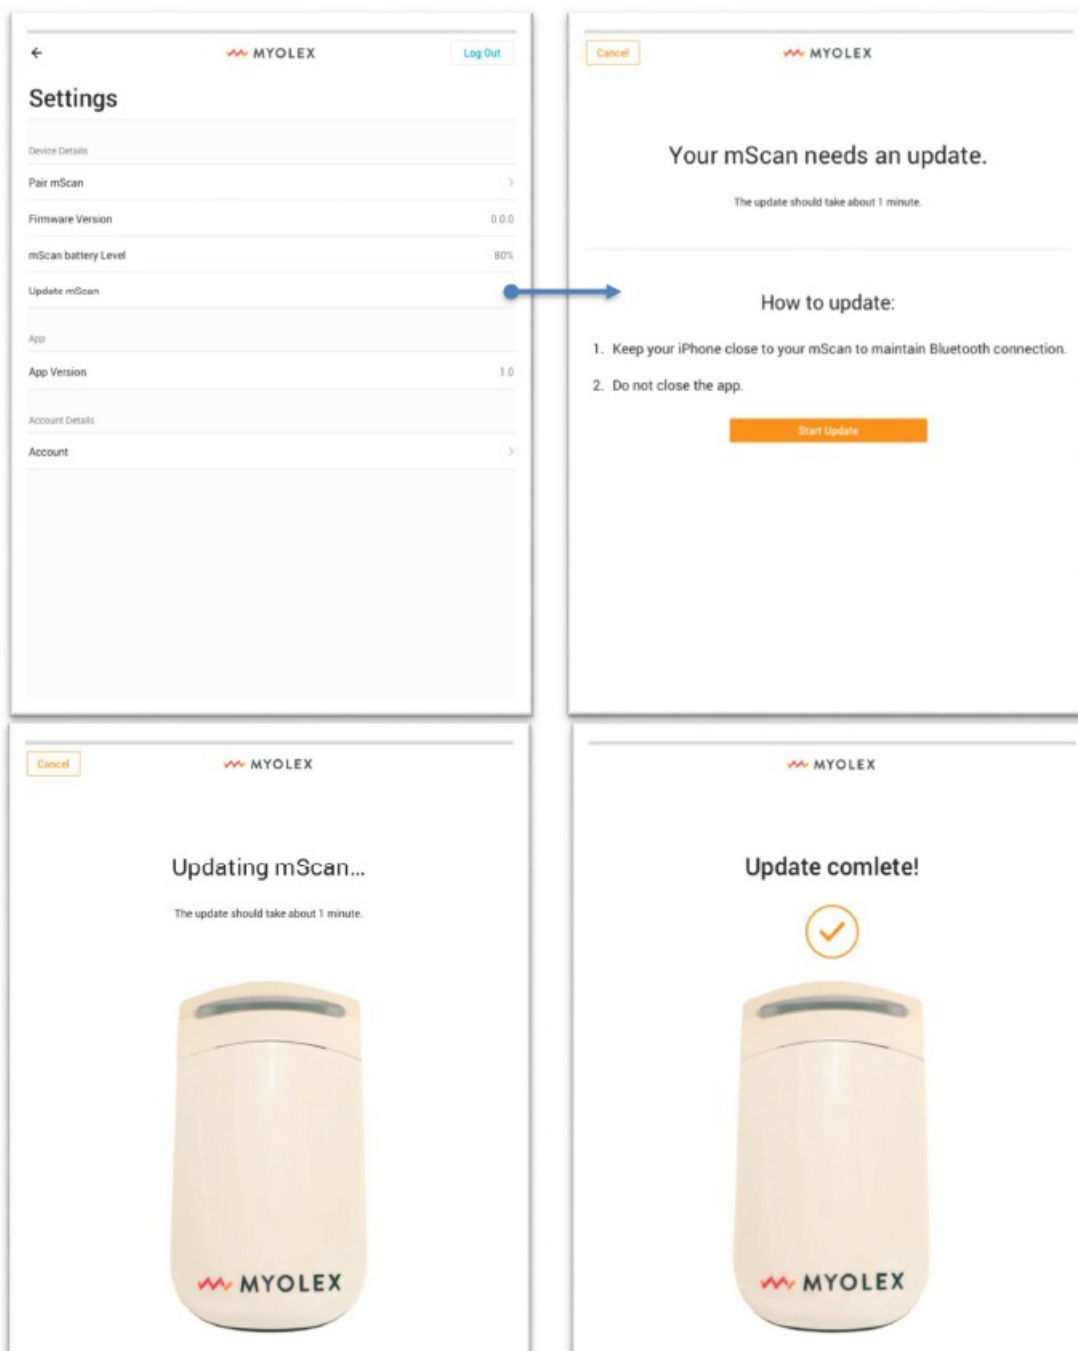 MYOLEX
Log Out
Settings
Device Details
Pair mScan
Firmware Version 0.0.0
mScan battery Level 80%
Update mScan
App
App Version 1.0
Account Details
Account
Cancel
MYOLEX
Your mScan needs an update.
The update should take about 1 minute.
How to update:
1. Keep your iPhone close to your mScan to maintain Bluetooth connection.
2. Do not close the app.
Start Update
Cancel
MYOLEX
Updating mScan...
The update should take about 1 minute.
MYOLEX
MYOLEX
Update comlete!
MYOLEX